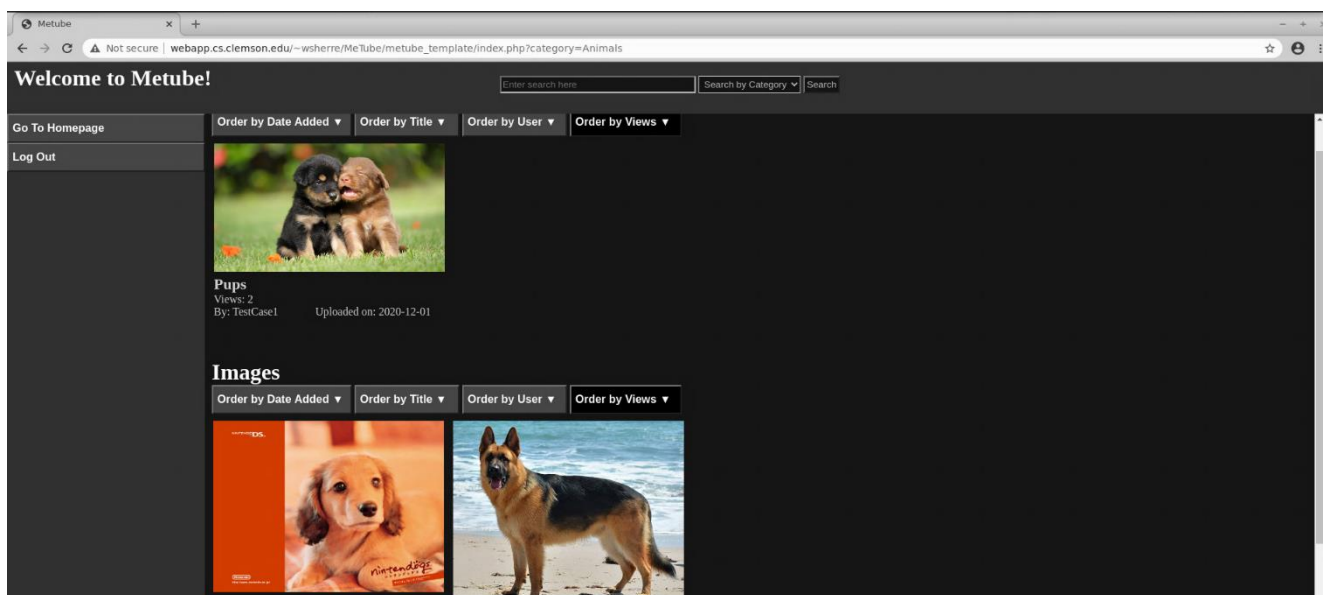 Metube
Not secure | webapp.cs.clemson.edu/~wsherre/MeTube/metube_template/index.php?category=Animals
Welcome to Metube!
Enter search here Search by Category Search
Go To Homepage
Log Out
Order by Date Added ▼ Order by Title ▼ Order by User ▼ Order by Views ▼
Pups
Views: 2
By: TestCase1 Uploaded on: 2020-12-01
Images
Order by Date Added ▼ Order by Title ▼ Order by User ▼ Order by Views ▼
NINTENDO DS
nintendogs
Nintendo